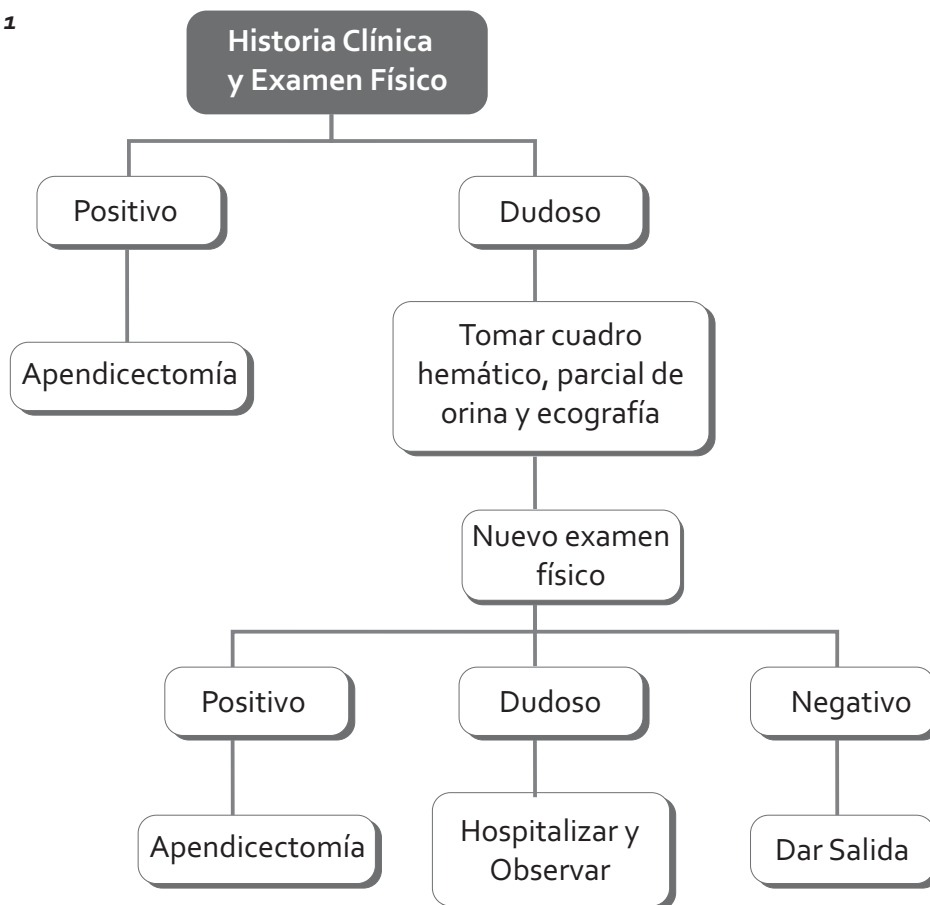 1
Historia Clínica
y Examen Físico
Positivo
Dudoso
Apendicectomía
Tomar cuadro
hemático, parcial de
orina y ecografía
Nuevo examen
físico
Positivo
Dudoso
Negativo
Apendicectomía
Hospitalizar y
Observar
Dar Salida